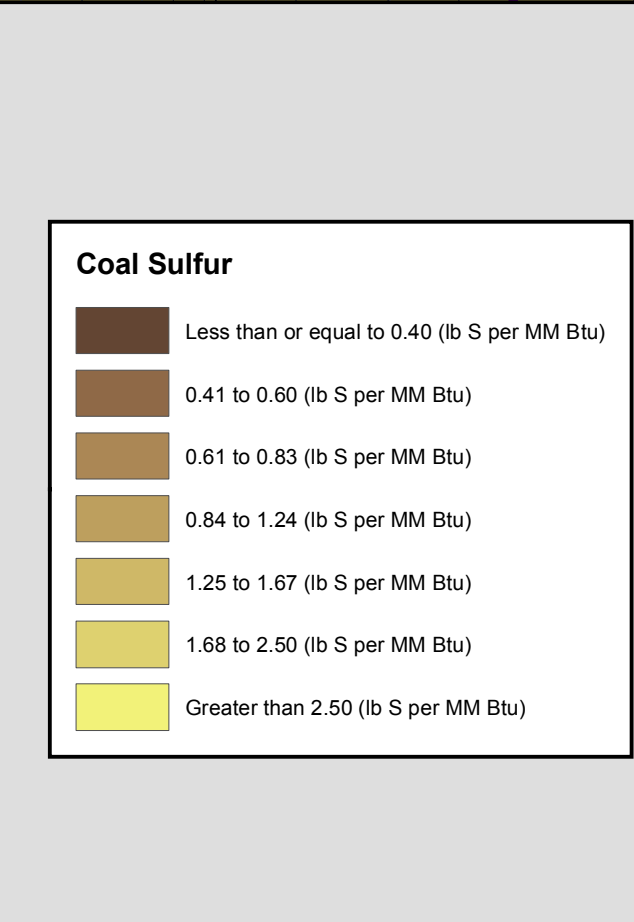 Coal Sulfur
Less than or equal to 0.40 (lb S per MM Btu)
0.41 to 0.60 (lb S per MM Btu)
0.61 to 0.83 (lb S per MM Btu)
0.84 to 1.24 (lb S per MM Btu)
1.25 to 1.67 (lb S per MM Btu)
1.68 to 2.50 (lb S per MM Btu)
Greater than 2.50 (lb S per MM Btu)